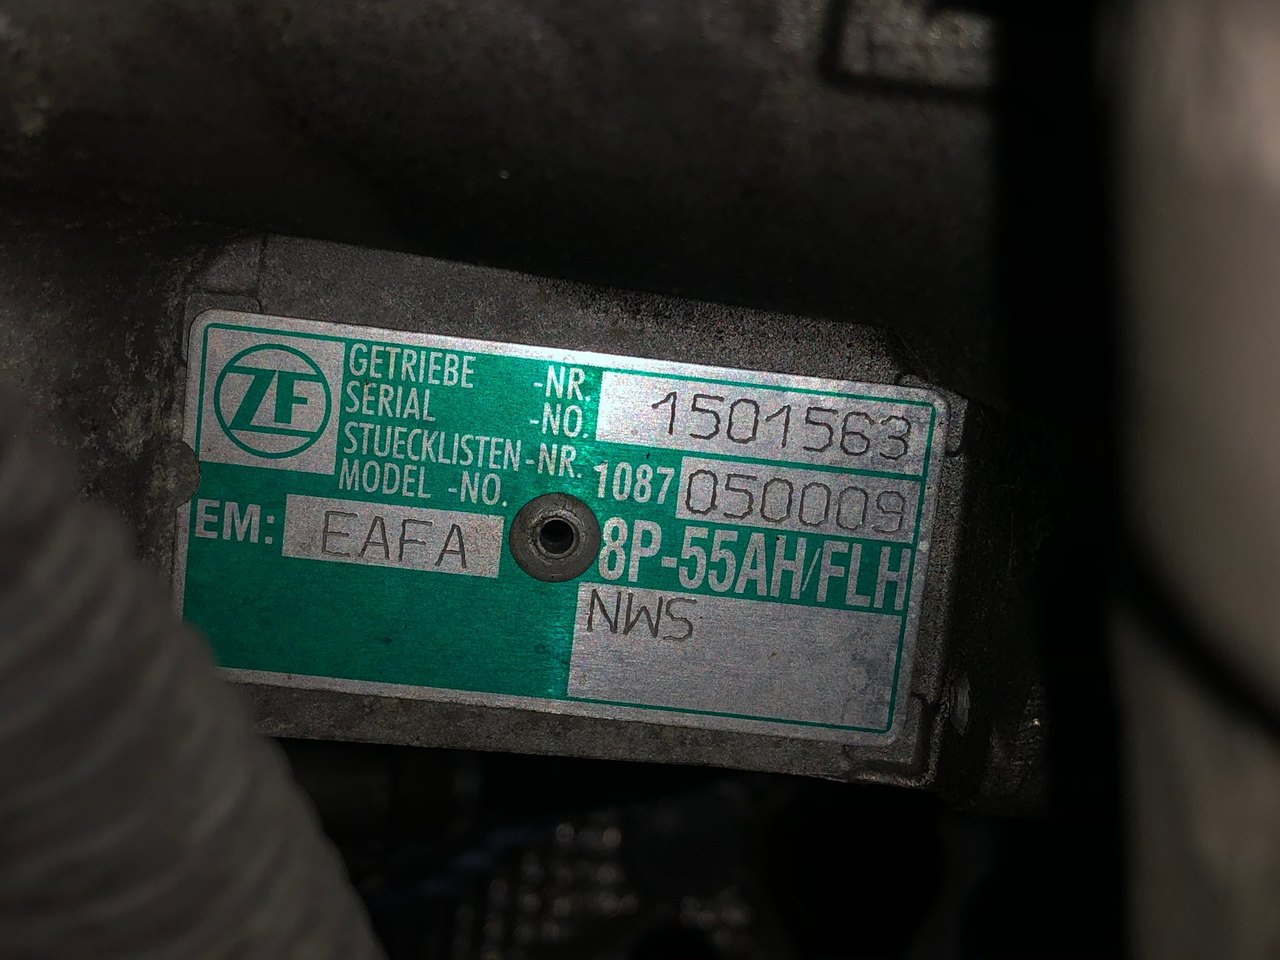 ZF
GETRIEBE -NR. 1501563
SERIAL -NO.
STUECKLISTEN-NR. 1087 050009
MODEL -NO.
EM: EAFA 8P-55AH/FLH
NWS